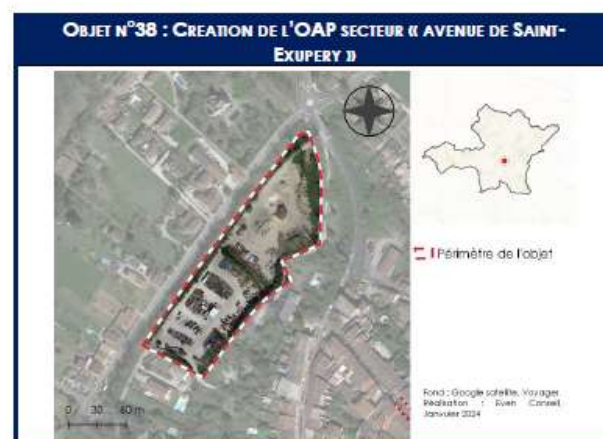 OBJET N°38 : CREATION DE L'OAP SECTEUR « AVENUE DE SAINT-
EXUPERY »
Périmètre de l'objet
0 30 60 m
Fond : Google satellite, Voyager
Réalisation : Even Conseil,
Janvier 2024